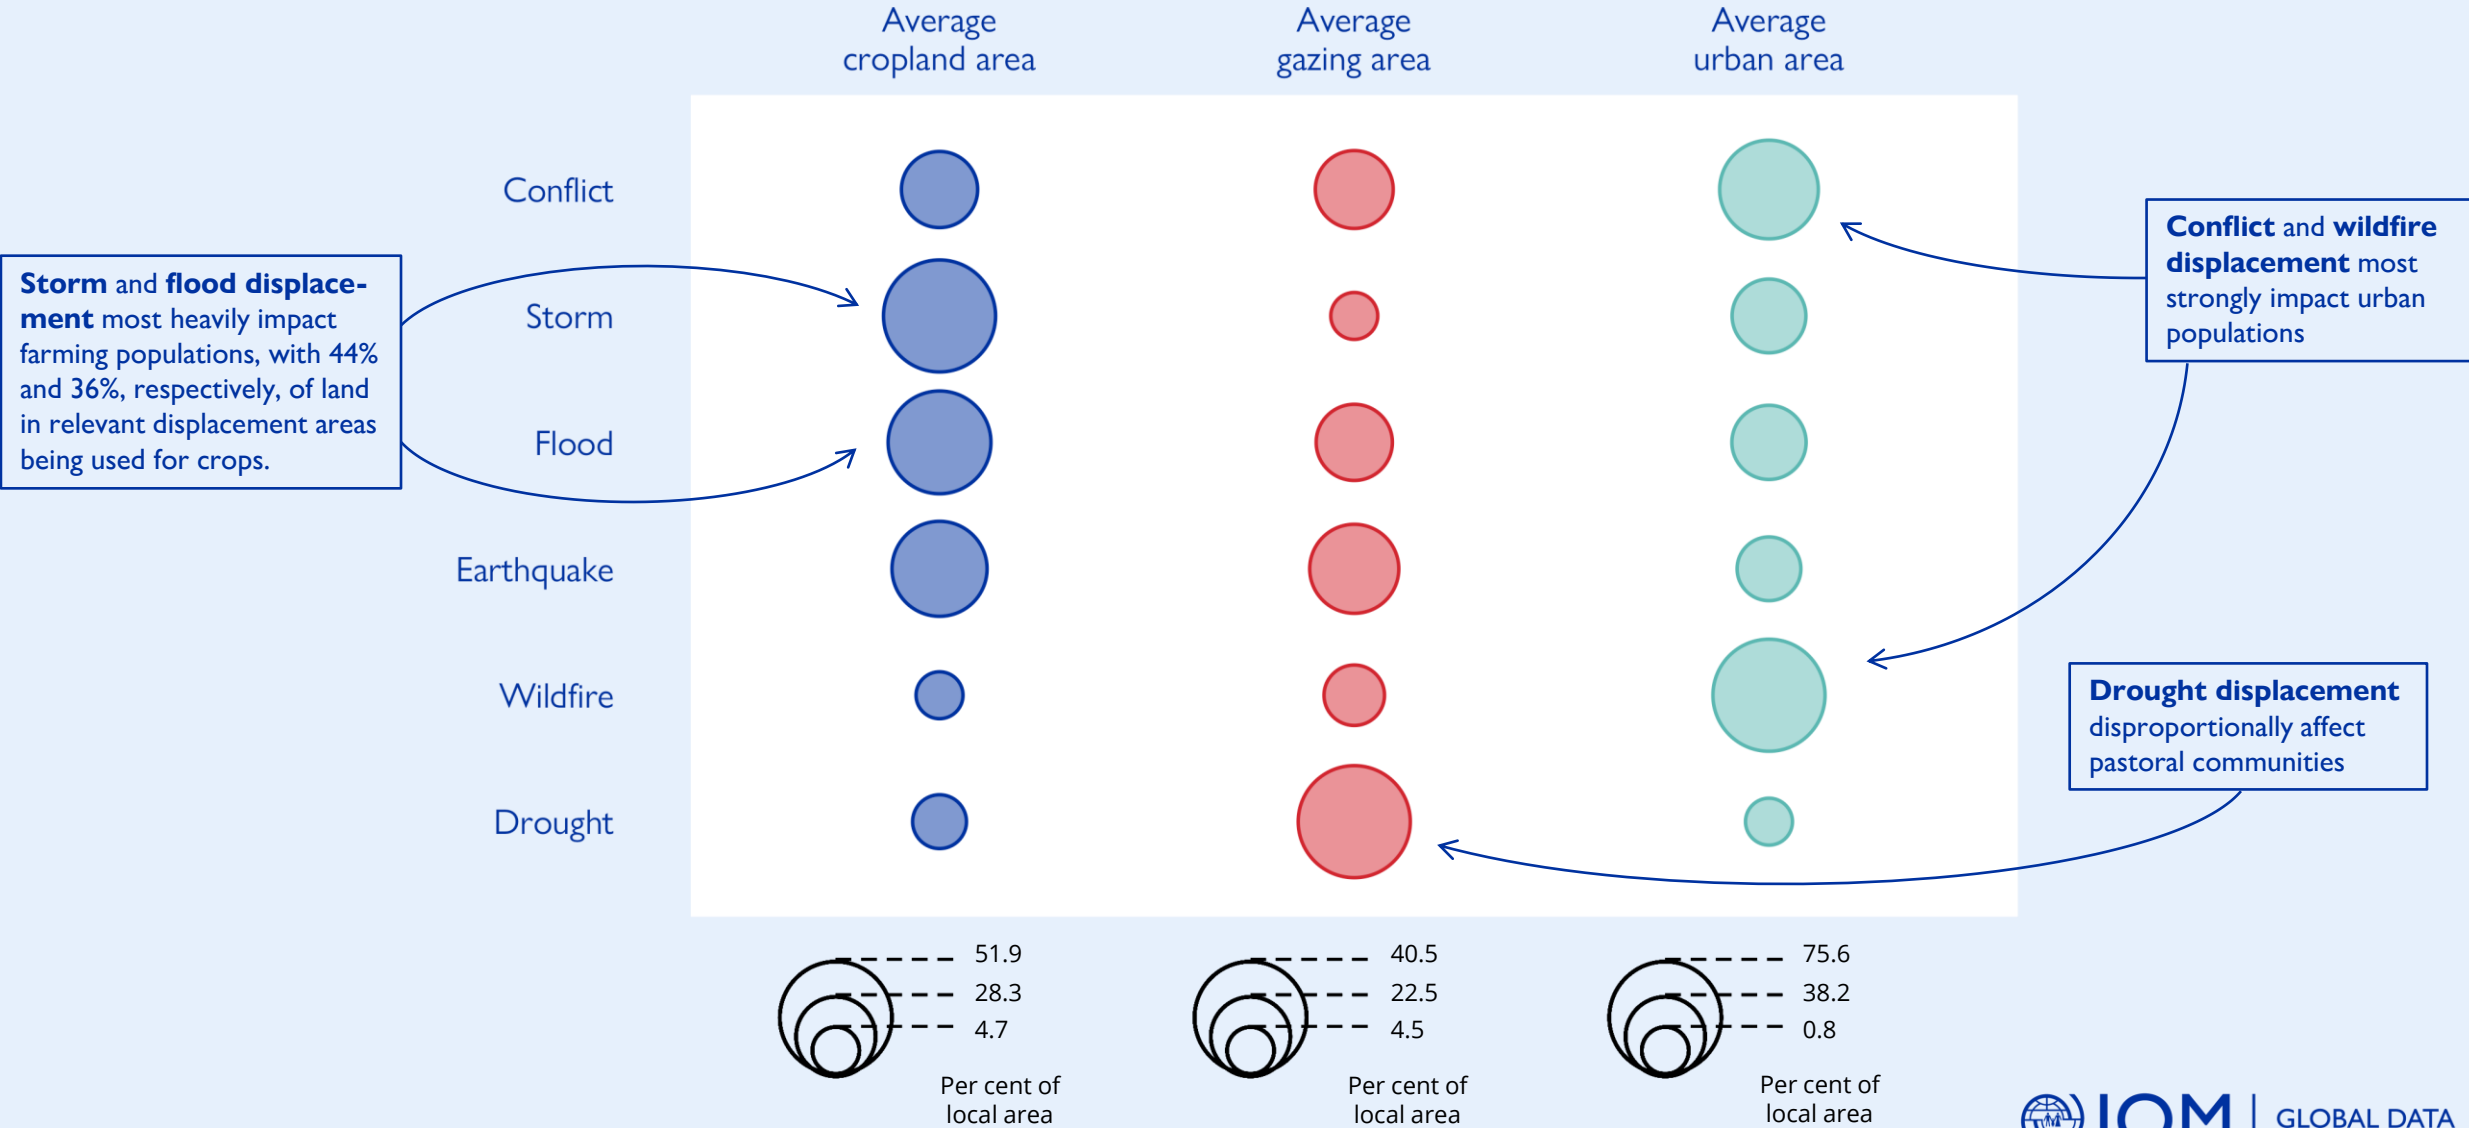 Average
cropland area
Average
gazing area
Average
urban area
Conflict
Storm
Flood
Earthquake
Wildfire
Drought
Storm and flood displace-
ment most heavily impact
farming populations, with 44%
and 36%, respectively, of land
in relevant displacement areas
being used for crops.
Conflict and wildfire
displacement most
strongly impact urban
populations
Drought displacement
disproportionally affect
pastoral communities
51.9
28.3
4.7
Per cent of
local area
40.5
22.5
4.5
Per cent of
local area
75.6
38.2
0.8
Per cent of
local area
IOM
GLOBAL DATA